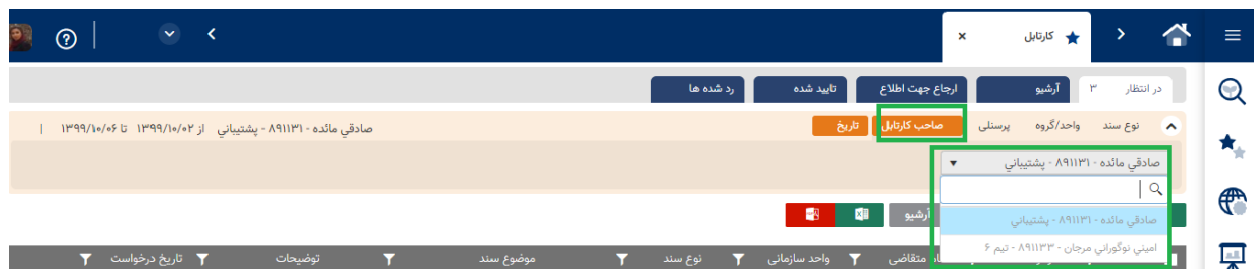 کارتابل ×
در انتظار ۳ آرشیو ارجاع جهت اطلاع تایید شده رد شده ها
نوع سند واحد/گروه پرسنلی صاحب کارتابل تاریخ صادقي مائده - ۸۹۱۱۳۱ - پشتيباني از ۱۳۹۹/۱۰/۰۲ تا ۱۳۹۹/۱۰/۰۶ |
صادقي مائده - ۸۹۱۱۳۱ - پشتيباني
آرشیو
صادقي مائده - ۸۹۱۱۳۱ - پشتيباني
اميني نوگوراني مرجان - ۸۹۱۱۳۳ - تيم ۶
متقاضی واحد سازمانی نوع سند موضوع سند توضیحات تاریخ درخواست